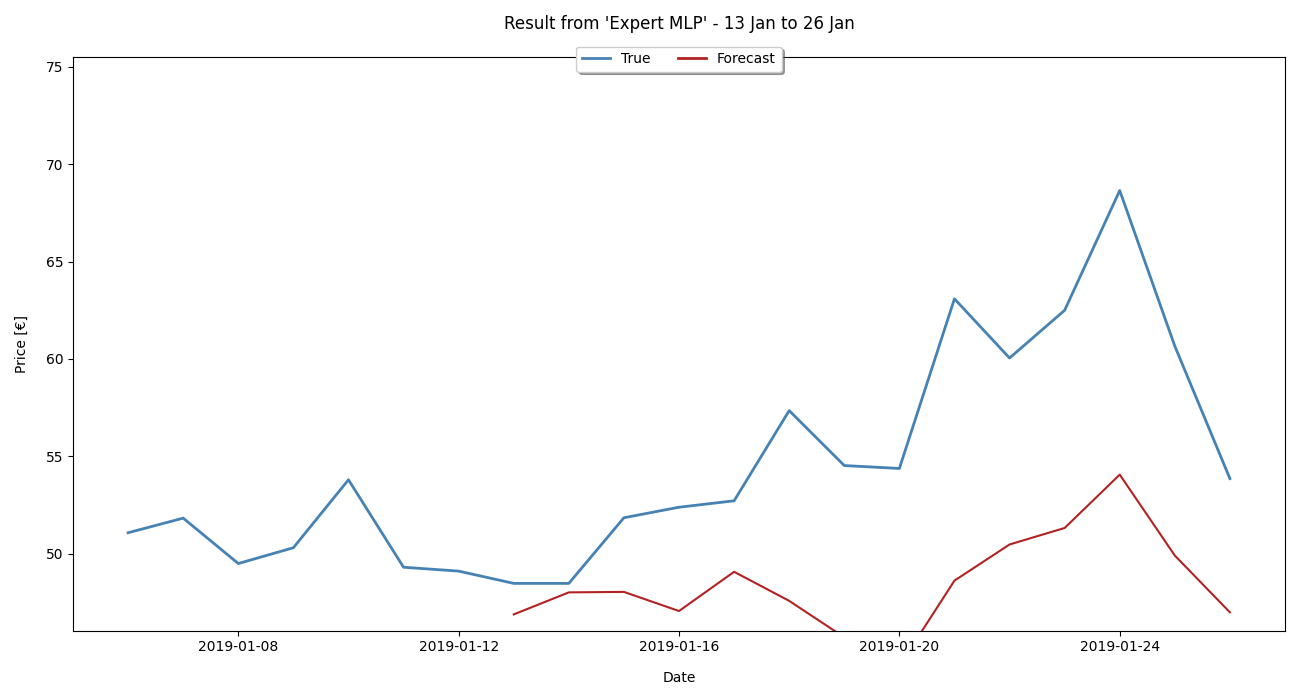 Result from 'Expert MLP' - 13 Jan to 26 Jan
True Forecast
75
70
65
60
55
50
Price [€]
2019-01-08 2019-01-12 2019-01-16 2019-01-20 2019-01-24
Date